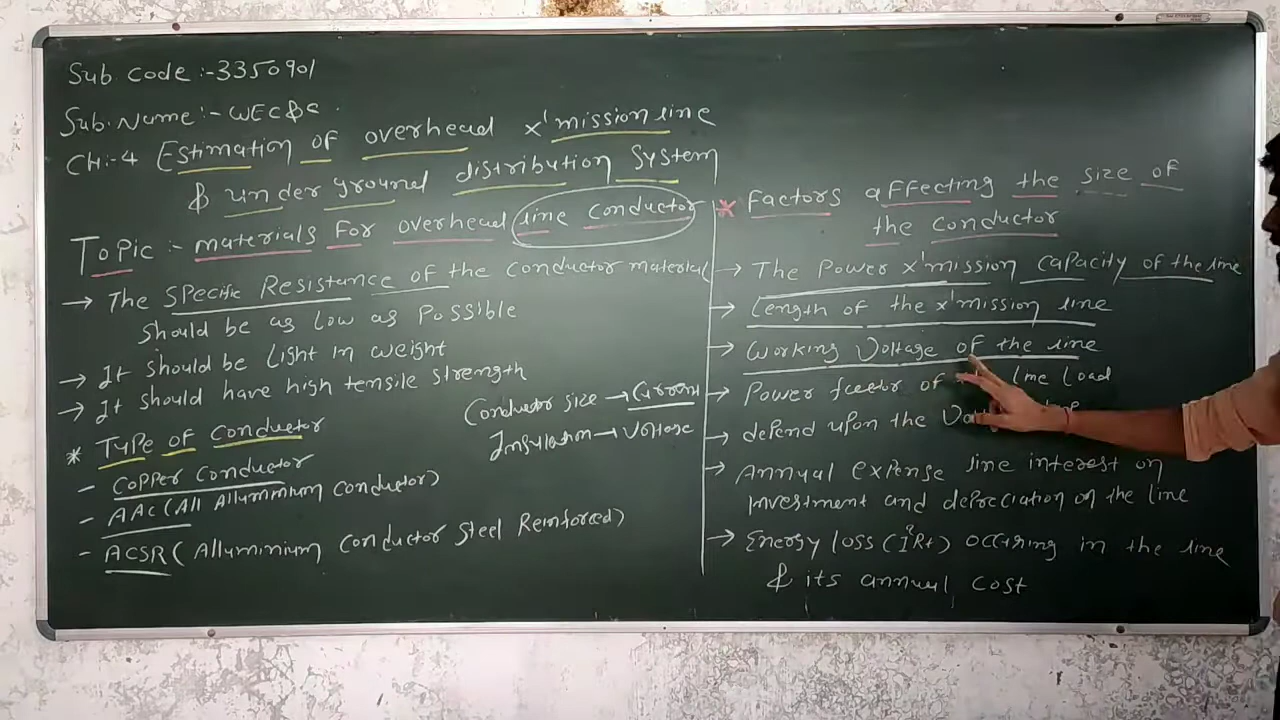 Sub code :- 3350901
Sub. Name :- WEC&C
CH:-4 Estimation of overhead x'mission line
& underground distribution system
Topic :- materials for overhead line conductor
→ The specific Resistance of the conductor material
should be as low as possible
→ It should be light in weight
→ It should have high tensile strength
* Type of conductor
- Copper Conductor
- AAC (All Alluminium Conductor)
- ACSR (Alluminium Conductor Steel Reinforced)
Conductor size → Current
Insulation → Voltage
* Factors affecting the size of
the conductor
→ The Power x'mission capacity of the line
→ Length of the x'mission line
→ Working Voltage of the line
→ Power factor of line load
→ depend upon the
→ Annual expense line interest on
investment and depreciation on the line
→ Energy loss (I²Rt) occuring in the line
& its annual cost